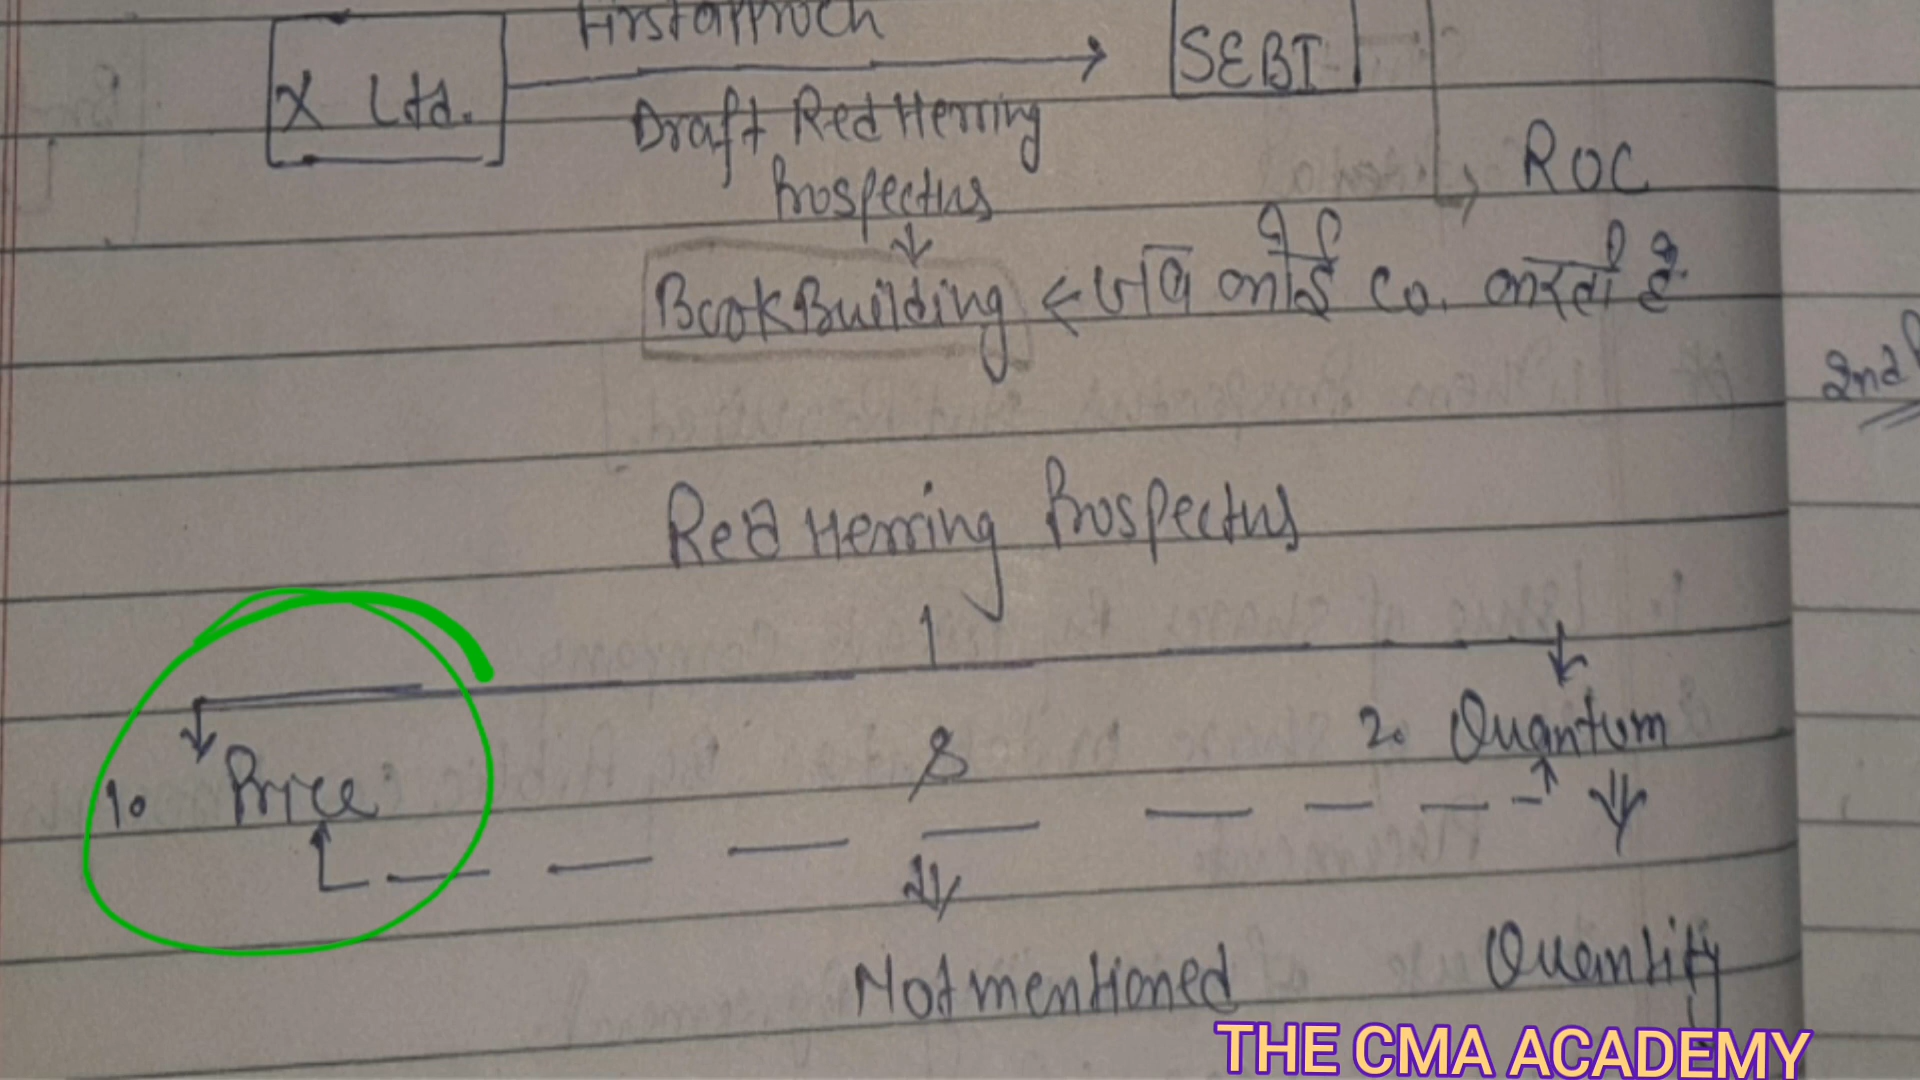 First approch
X Ltd.
SEBI
Draft Red Herring
Prospectus
ROC
Book Building ← जब कोई Co. करती है
2nd
Red Herring Prospectus
1. Price
&
2. Quantum
Not mentioned
Quantity
THE CMA ACADEMY